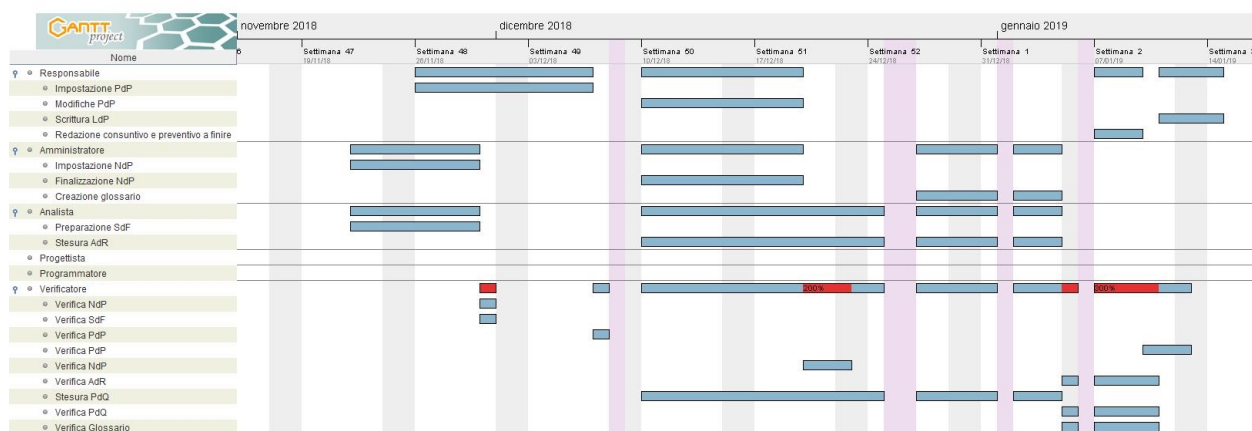 GANTT
project
novembre 2018
dicembre 2018
gennaio 2019
Nome
6
Settimana 47
Settimana 48
Settimana 49
Settimana 50
Settimana 51
Settimana 52
Settimana 1
Settimana 2
Settimana
19/11/18
26/11/18
03/12/18
10/12/18
17/12/18
24/12/18
31/12/18
07/01/19
14/01/19
Responsabile
Impostazione PdP
Modifiche PdP
Scrittura LdP
Redazione consuntivo e preventivo a finire
Amministratore
Impostazione NdP
Finalizzazione NdP
Creazione glossario
Analista
Preparazione SdF
Stesura AdR
Progettista
Programmatore
Verificatore
200%
300%
Verifica NdP
Verifica SdF
Verifica PdP
Verifica PdP
Verifica NdP
Verifica AdR
Stesura PdQ
Verifica PdQ
Verifica Glossario